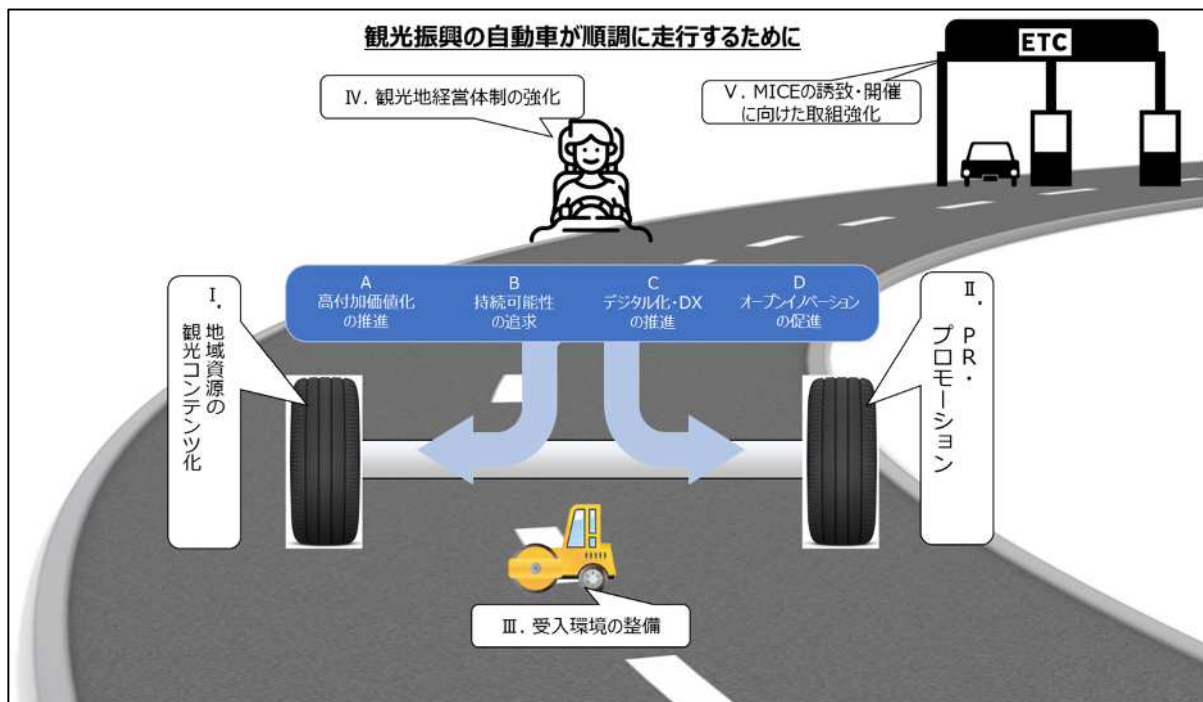 観光振興の自動車が順調に走行するために
ETC
Ⅳ．観光地経営体制の強化
Ⅴ．MICEの誘致・開催
に向けた取組強化
A
高付加価値化
の推進
B
持続可能性
の追求
C
デジタル化・DX
の推進
D
オープンイノベーション
の促進
Ⅰ．
地域資源の
観光コンテンツ化
Ⅱ．
PR・
プロモーション
Ⅲ．受入環境の整備